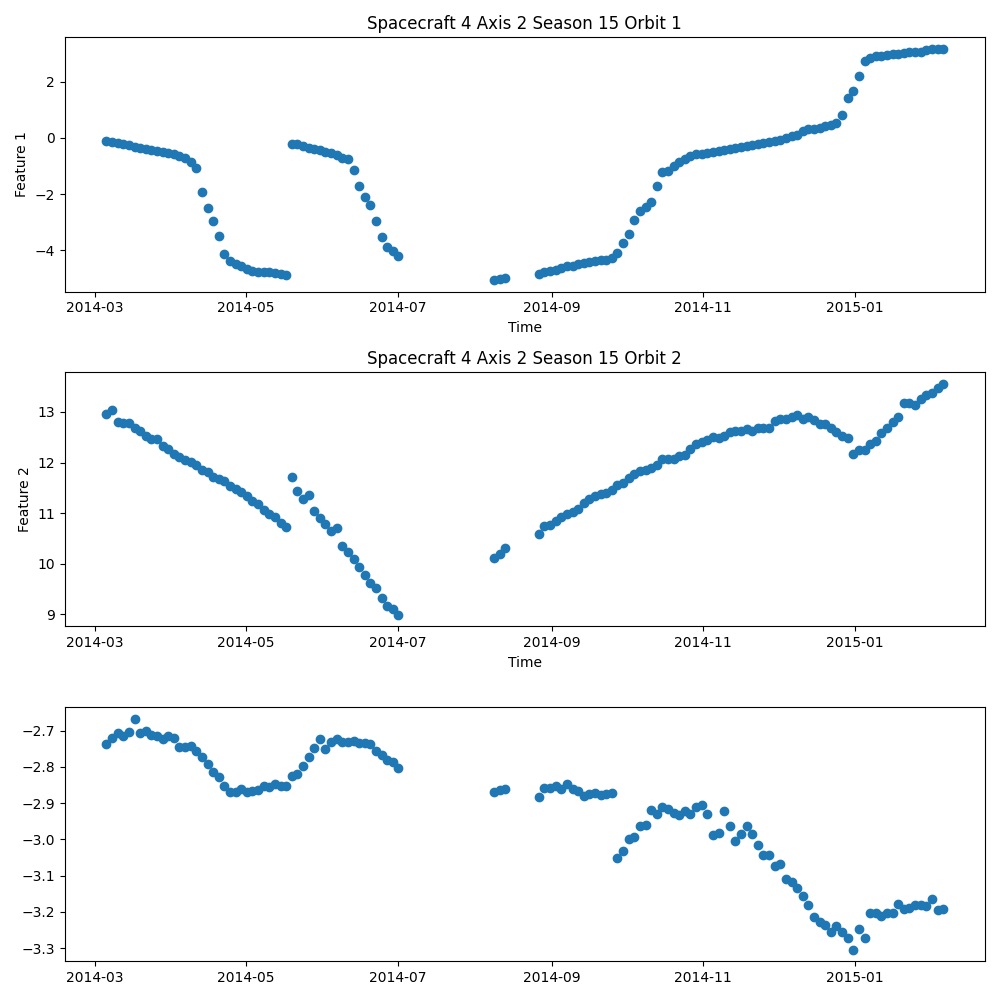 Spacecraft 4 Axis 2 Season 15 Orbit 1
2
0
−2
−4
Feature 1
2014-03 2014-05 2014-07 2014-09 2014-11 2015-01
Time
Spacecraft 4 Axis 2 Season 15 Orbit 2
13
12
11
10
9
Feature 2
2014-03 2014-05 2014-07 2014-09 2014-11 2015-01
Time
−2.7
−2.8
−2.9
−3.0
−3.1
−3.2
−3.3
2014-03 2014-05 2014-07 2014-09 2014-11 2015-01